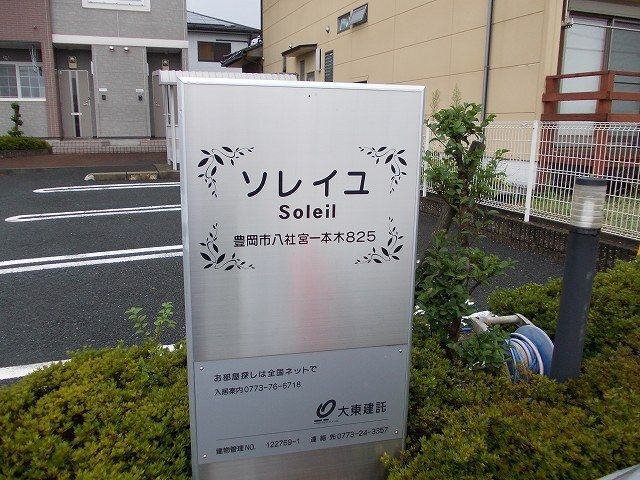 ソレイユ
Soleil
豊岡市八社宮一本木825
お部屋探しは全国ネットで
入居案内0773-76-6718
大東建託
建物管理NO. 122769-1 連絡先0773-24-3357